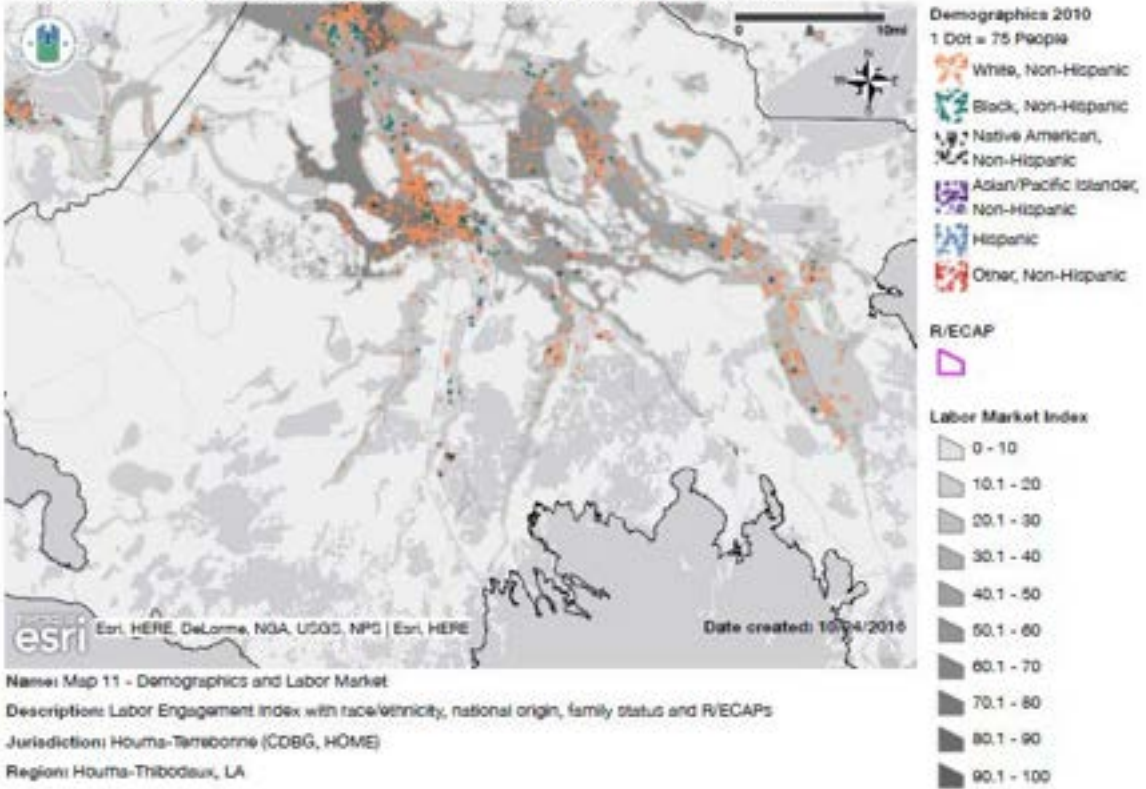 0
10mi
N
Demographics 2010
1 Dot = 75 People
White, Non-Hispanic
Black, Non-Hispanic
Native American,
Non-Hispanic
Asian/Pacific Islander,
Non-Hispanic
Hispanic
Other, Non-Hispanic
R/ECAP
Labor Market Index
0 - 10
10.1 - 20
20.1 - 30
30.1 - 40
40.1 - 50
50.1 - 60
60.1 - 70
70.1 - 80
80.1 - 90
90.1 - 100
esri
Esri, HERE, DeLorme, NGA, USGS, NPS | Esri, HERE
Date created: 10/24/2016
Name: Map 11 - Demographics and Labor Market
Description: Labor Engagement Index with race/ethnicity, national origin, family status and R/ECAPs
Jurisdiction: Houma-Terrebonne (CDBG, HOME)
Region: Houma-Thibodaux, LA